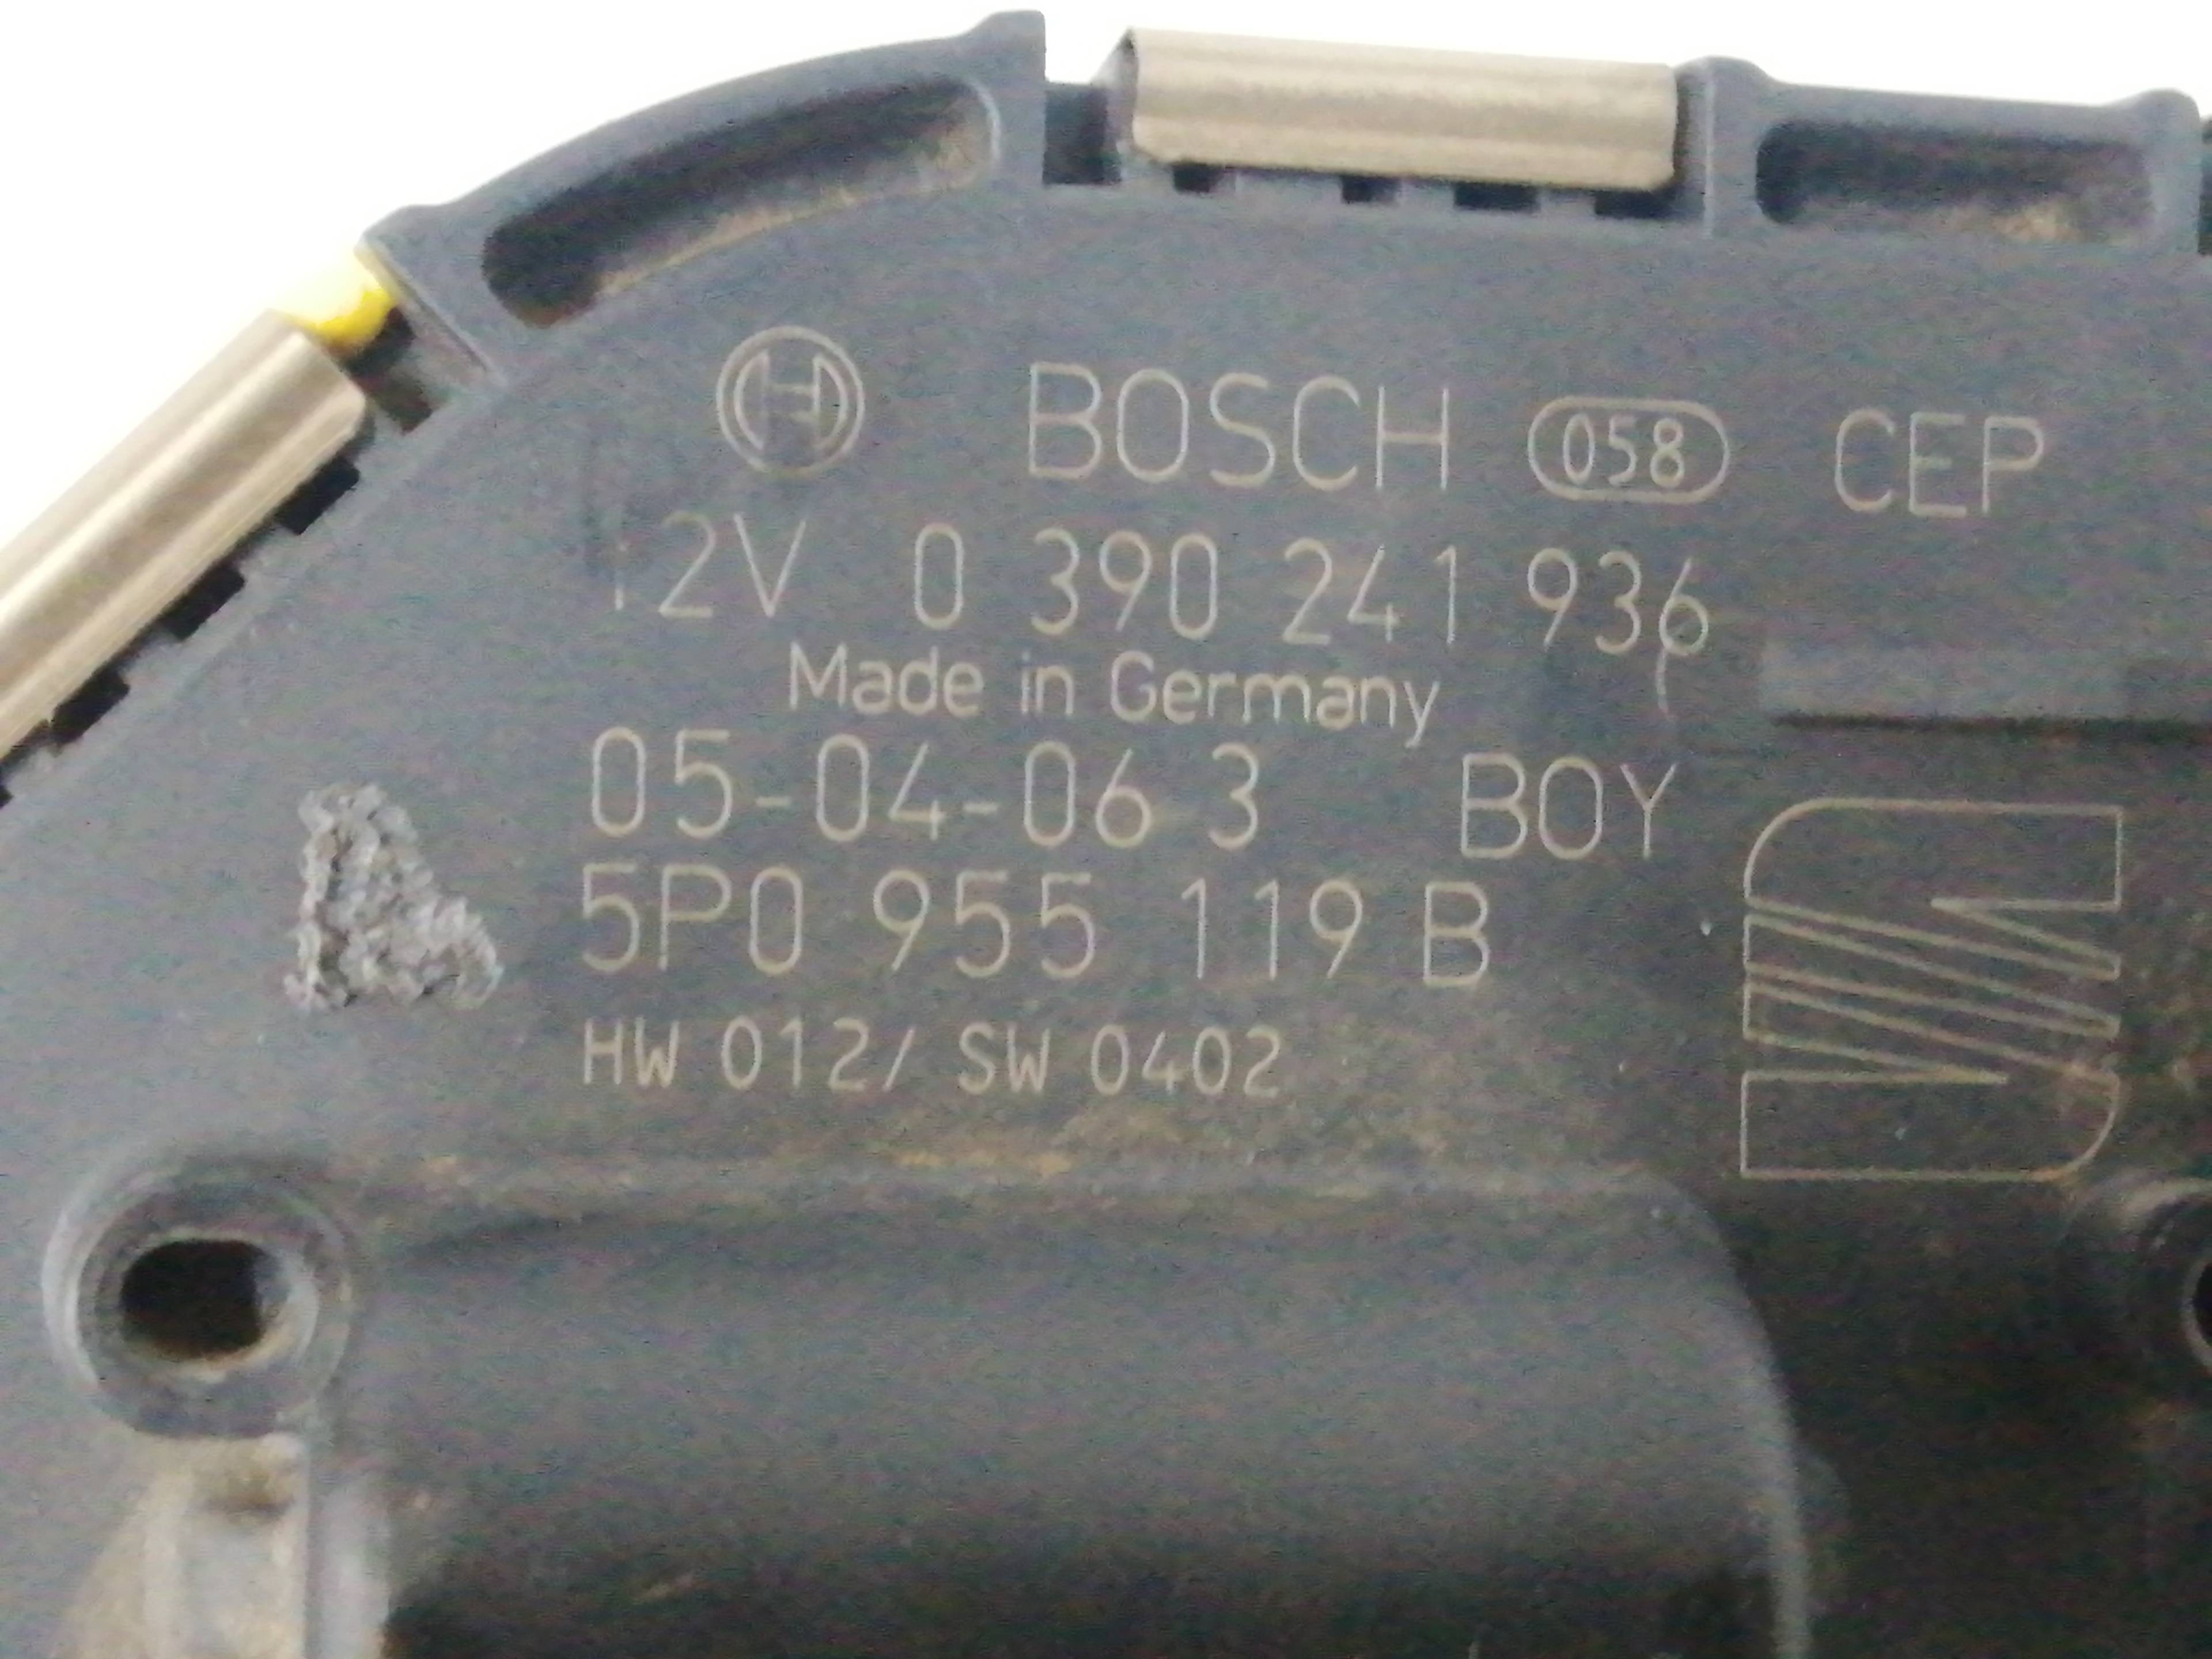 BOSCH 058 CEP
12V 0 390 241 936
Made in Germany
05-04-06 3 BOY
5P0 955 119 B
HW 012/ SW 0402